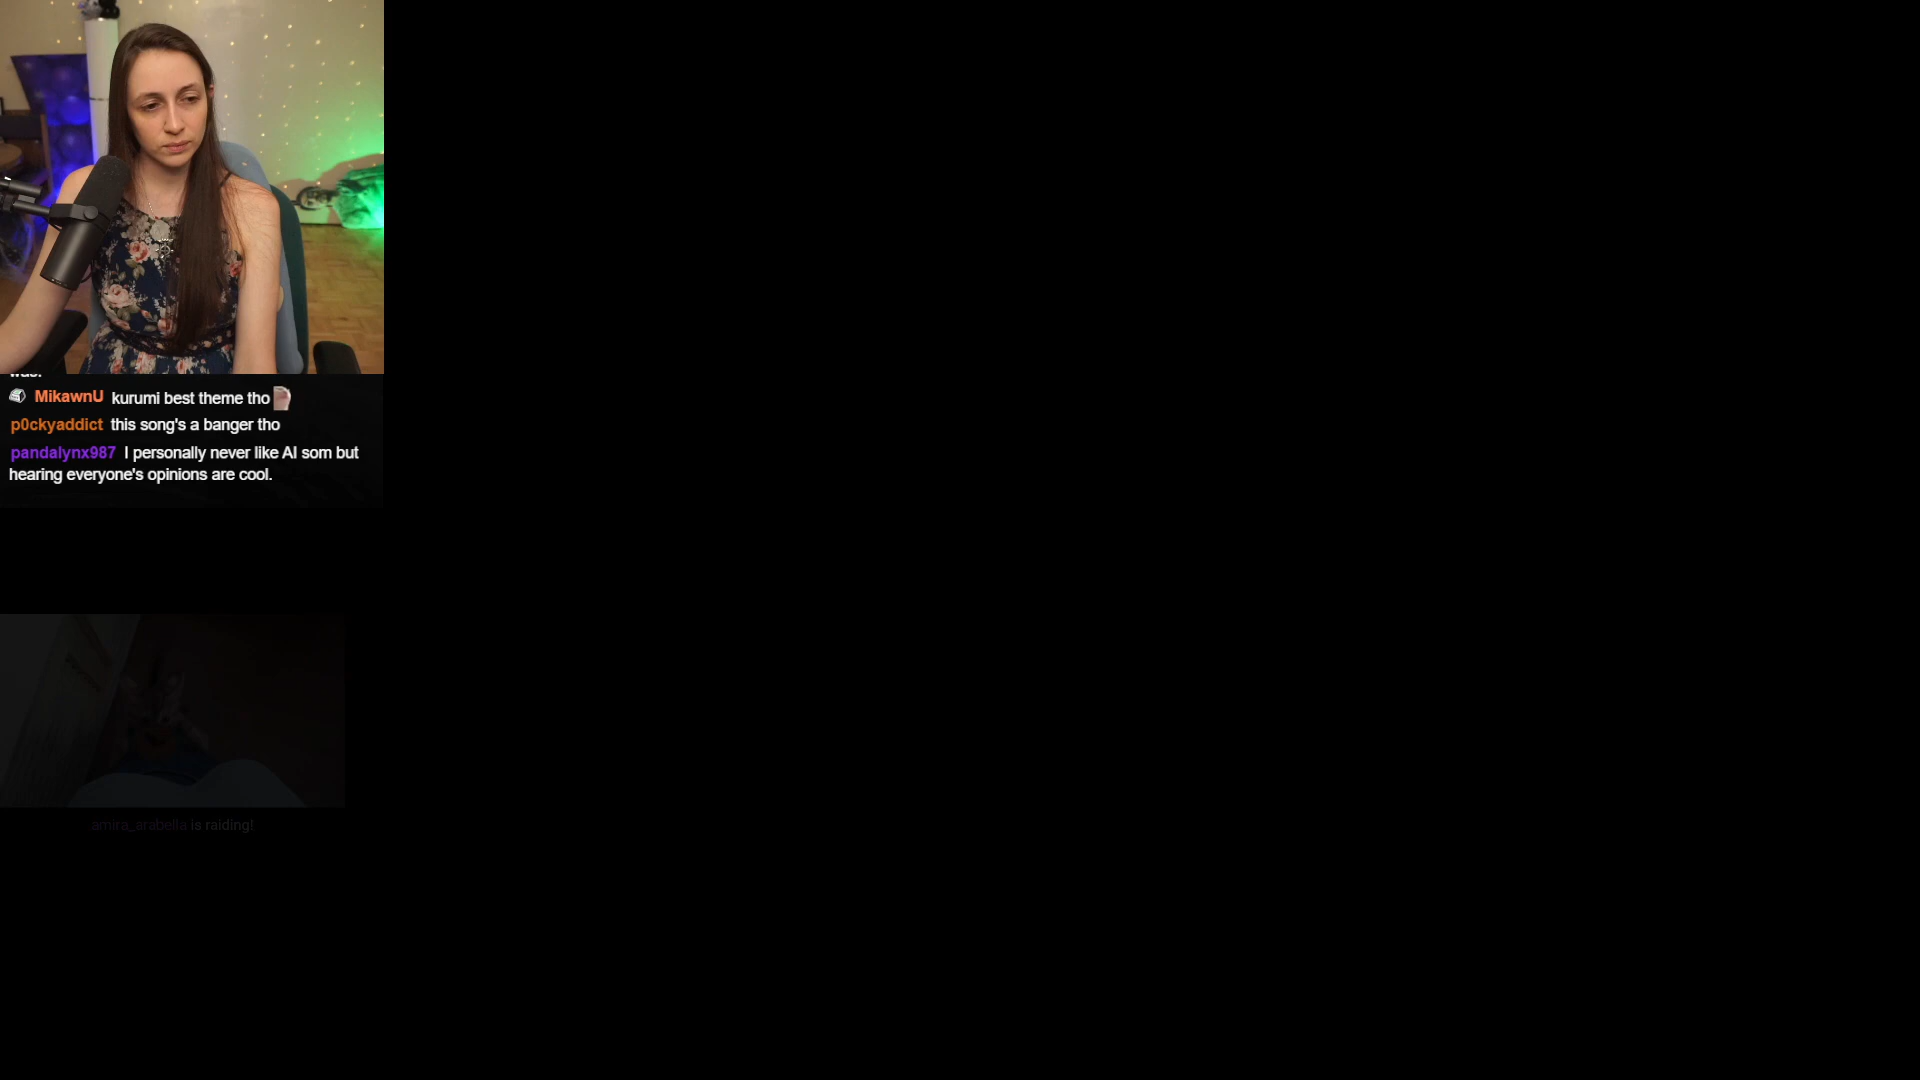 MikawnU kurumi best theme tho
p0ckyaddict this song's a banger tho
pandalynx987 I personally never like AI som but
hearing everyone's opinions are cool.
amira_arabella is raiding!